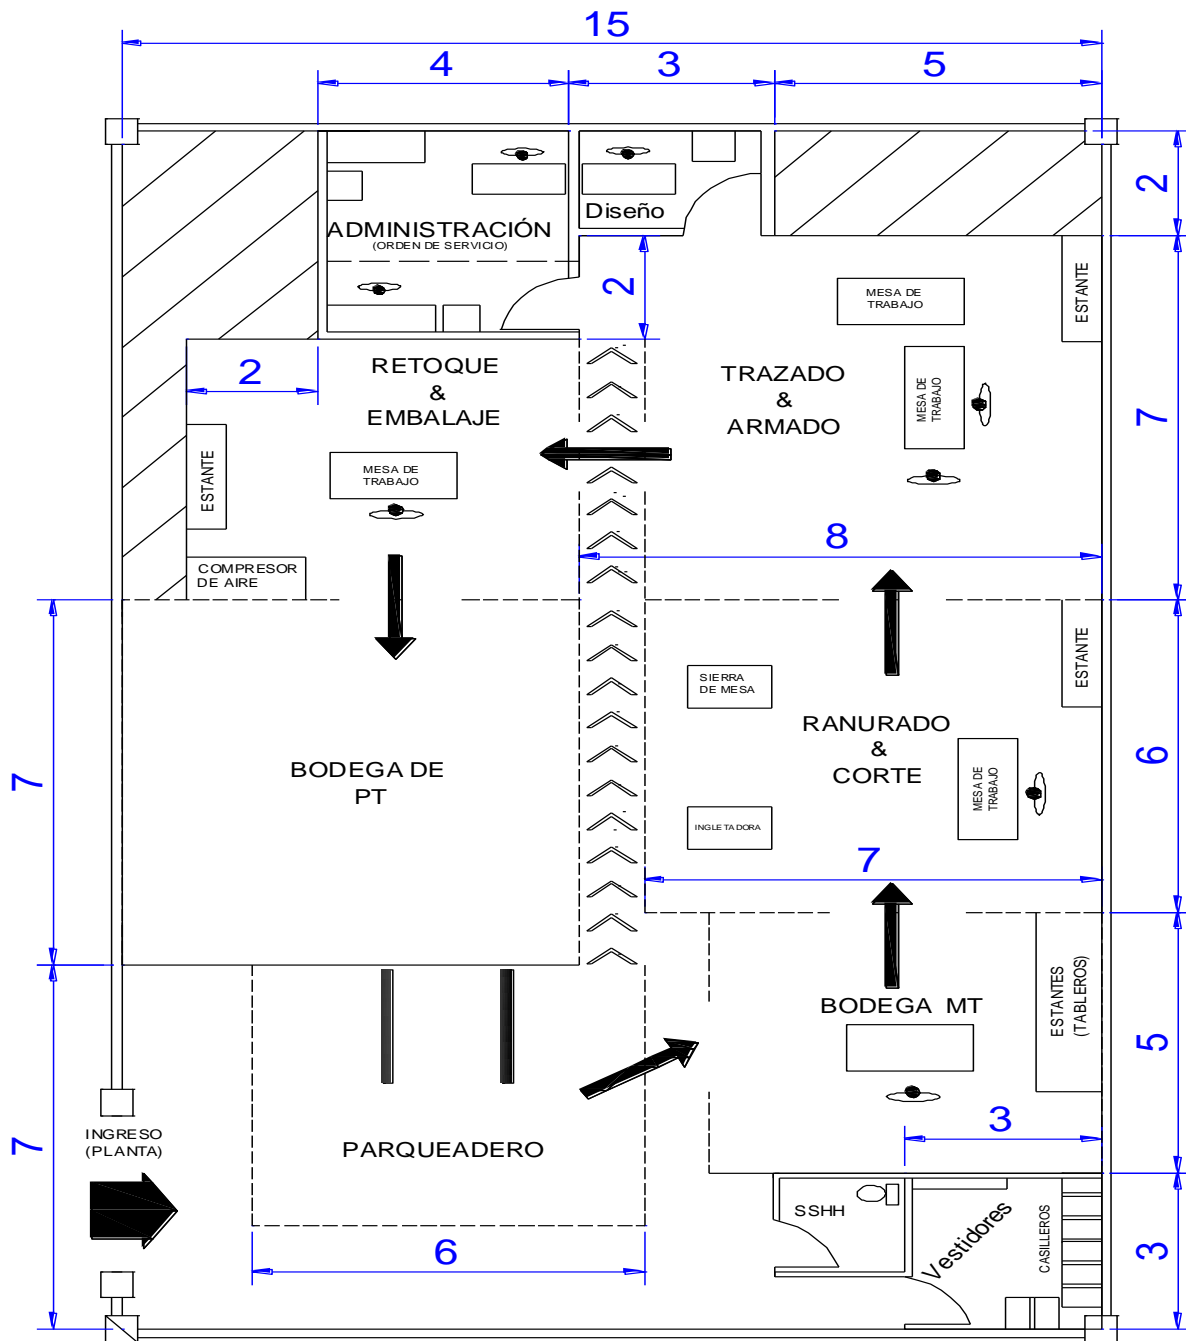 15
4
3
5
2
ADMINISTRACIÓN
(ORDEN DE SERVICIO)
Diseño
2
MESA DE
TRABAJO
ESTANTE
RETOQUE
&
EMBALAJE
2
TRAZADO
&
ARMADO
MESA DE
TRABAJO
7
ESTANTE
MESA DE
TRABAJO
8
COMPRESOR
DE AIRE
ESTANTE
SIERRA
DE MESA
RANURADO
&
CORTE
BODEGA DE
PT
7
MESA DE
TRABAJO
6
INGLETADORA
7
ESTANTES
(TABLEROS)
BODEGA MT
5
3
INGRESO
(PLANTA)
7
PARQUEADERO
SSHH
Vestidores
CASILLEROS
3
6